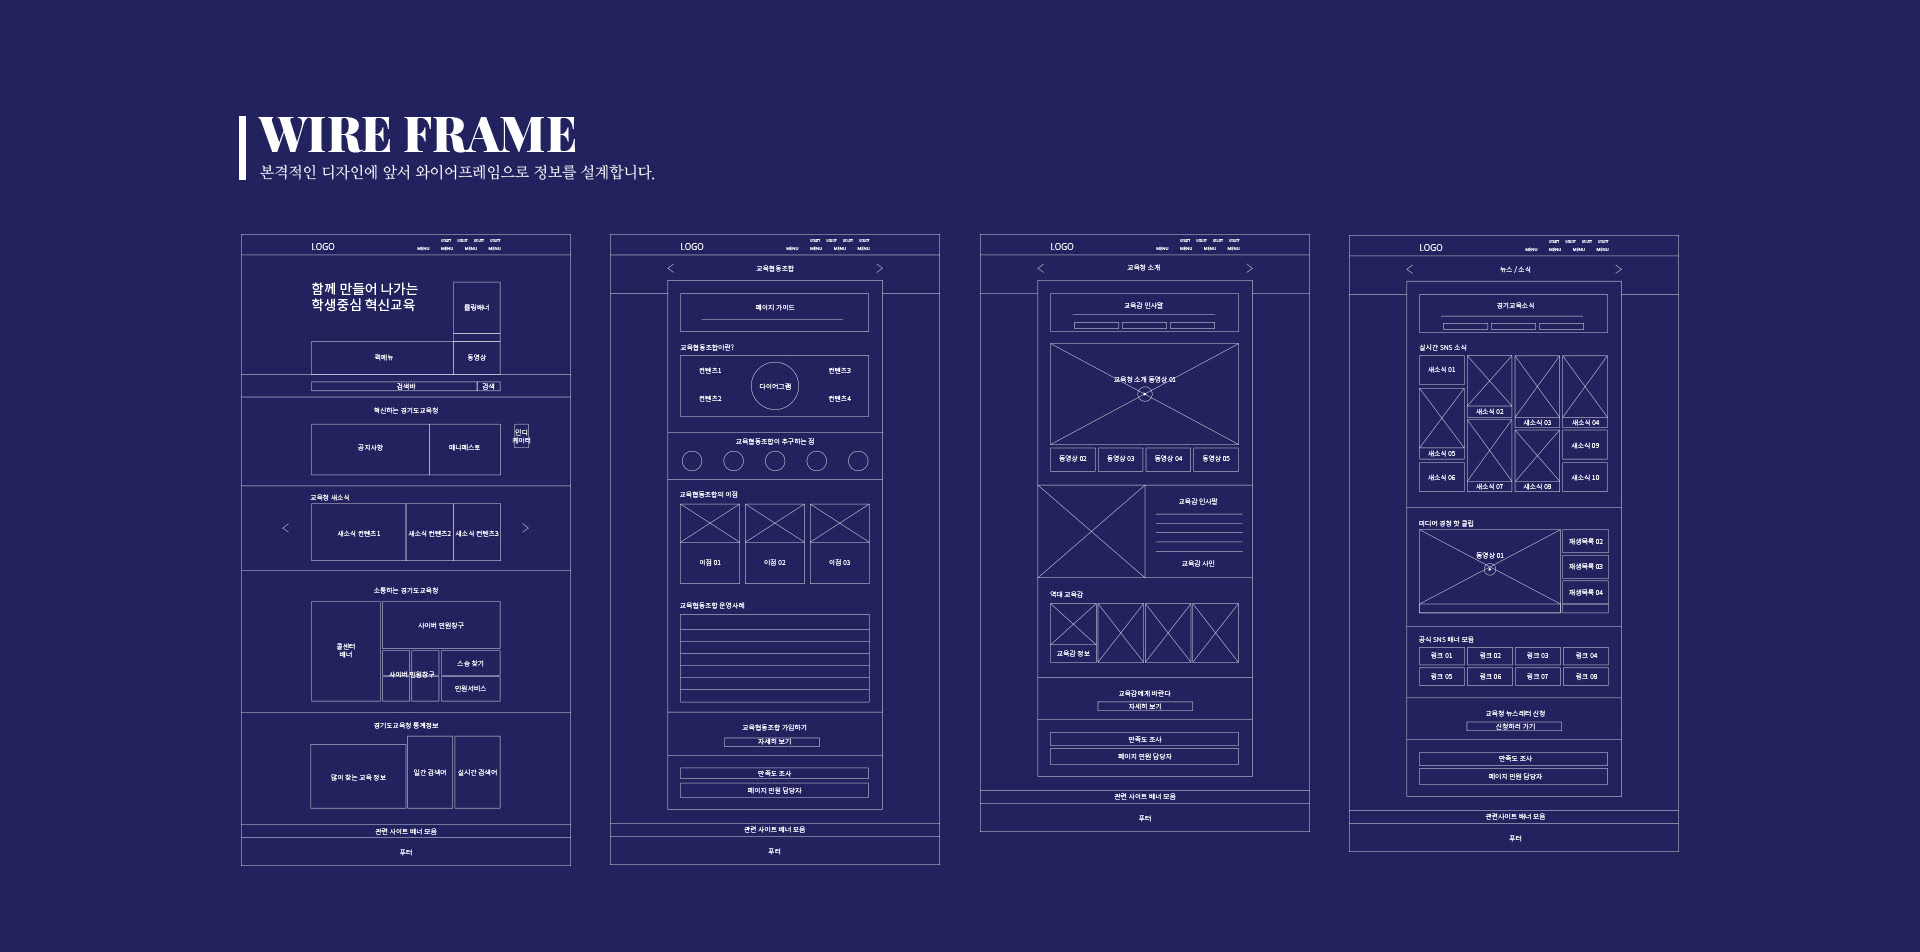 WIRE FRAME
본격적인 디자인에 앞서 와이어프레임으로 정보를 설계합니다.
LOGO
UTILITY UTILITY UTILITY UTILITY
MENU MENU MENU MENU
함께 만들어 나가는
학생중심 혁신교육
롤링배너
퀵메뉴
동영상
검색바
검색
혁신하는 경기도교육청
공지사항
매니페스토
인디
케이터
교육청 새소식
새소식 컨텐츠1
새소식 컨텐츠2
새소식 컨텐츠3
소통하는 경기도교육청
콜센터
배너
사이버 민원창구
사이버 민원창구
스승 찾기
민원서비스
경기도교육청 통계정보
많이 찾는 교육 정보
일간 검색어
실시간 검색어
관련 사이트 배너 모음
푸터
LOGO
UTILITY UTILITY UTILITY UTILITY
MENU MENU MENU MENU
교육협동조합
페이지 가이드
교육협동조합이란?
컨텐츠1
컨텐츠2
다이어그램
컨텐츠3
컨텐츠4
교육협동조합이 추구하는 점
교육협동조합의 이점
이점 01
이점 02
이점 03
교육협동조합 운영사례
교육협동조합 가입하기
자세히 보기
만족도 조사
페이지 민원 담당자
관련 사이트 배너 모음
푸터
LOGO
UTILITY UTILITY UTILITY UTILITY
MENU MENU MENU MENU
교육청 소개
교육감 인사말
교육청 소개 동영상 01
동영상 02
동영상 03
동영상 04
동영상 05
교육감 인사말
교육감 사인
역대 교육감
교육감 정보
교육감에게 바란다
자세히 보기
만족도 조사
페이지 민원 담당자
관련 사이트 배너 모음
푸터
LOGO
UTILITY UTILITY UTILITY UTILITY
MENU MENU MENU MENU
뉴스 / 소식
경기교육소식
실시간 SNS 소식
새소식 01
새소식 02
새소식 03
새소식 04
새소식 05
새소식 06
새소식 07
새소식 08
새소식 09
새소식 10
미디어 경청 핫 클립
동영상 01
재생목록 02
재생목록 03
재생목록 04
공식 SNS 배너 모음
링크 01
링크 02
링크 03
링크 04
링크 05
링크 06
링크 07
링크 08
교육청 뉴스레터 신청
신청하러 가기
만족도 조사
페이지 민원 담당자
관련사이트 배너 모음
푸터